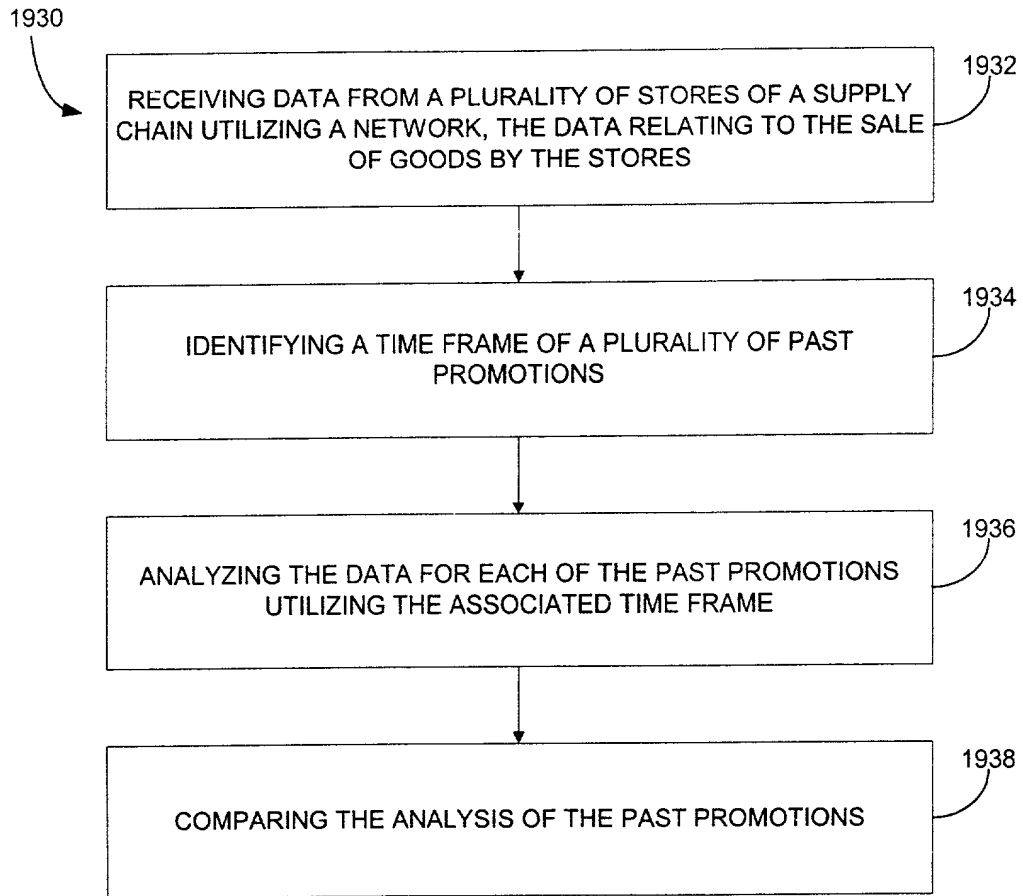 1930
1932
RECEIVING DATA FROM A PLURALITY OF STORES OF A SUPPLY
CHAIN UTILIZING A NETWORK, THE DATA RELATING TO THE SALE
OF GOODS BY THE STORES
1934
IDENTIFYING A TIME FRAME OF A PLURALITY OF PAST
PROMOTIONS
1936
ANALYZING THE DATA FOR EACH OF THE PAST PROMOTIONS
UTILIZING THE ASSOCIATED TIME FRAME
1938
COMPARING THE ANALYSIS OF THE PAST PROMOTIONS